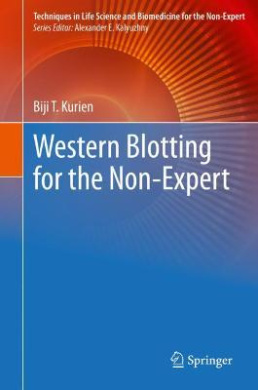 Techniques in Life Science and Biomedicine for the Non-Expert
Series Editor: Alexander E. Kalyuzhny
Biji T. Kurien
Western Blotting
for the Non-Expert
Springer